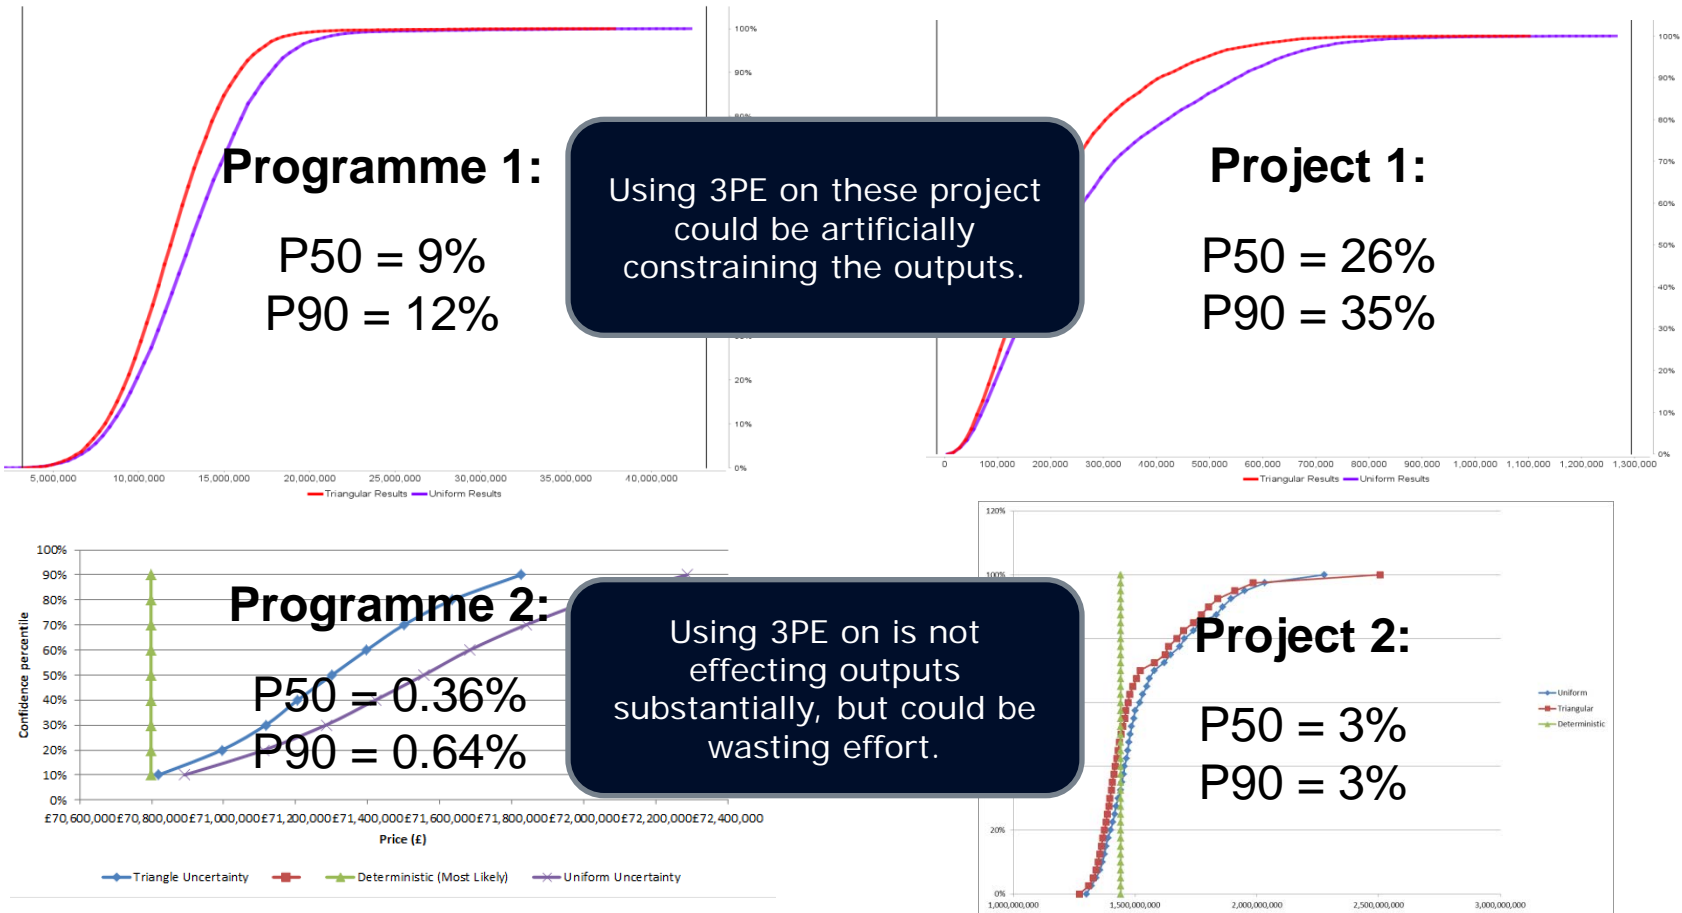 100%
90%
80%
20%
10%
0%
5,000,000 10,000,000 15,000,000 20,000,000 25,000,000 30,000,000 35,000,000 40,000,000
Triangular Results Uniform Results
Programme 1:
P50 = 9%
P90 = 12%
Using 3PE on these project
could be artificially
constraining the outputs.
100%
90%
80%
70%
60%
50%
40%
30%
20%
10%
0%
0 100,000 200,000 300,000 400,000 500,000 600,000 700,000 800,000 900,000 1,000,000 1,100,000 1,200,000 1,300,000
Triangular Results Uniform Results
Project 1:
P50 = 26%
P90 = 35%
100%
90%
80%
70%
60%
50%
40%
30%
20%
10%
0%
Confidence percentile
£70,600,000 £70,800,000 £71,000,000 £71,200,000 £71,400,000 £71,600,000 £71,800,000 £72,000,000 £72,200,000 £72,400,000
Price (£)
Triangle Uncertainty Deterministic (Most Likely) Uniform Uncertainty
Programme 2:
P50 = 0.36%
P90 = 0.64%
Using 3PE on is not
effecting outputs
substantially, but could be
wasting effort.
120%
100%
20%
0%
1,000,000,000 1,500,000,000 2,000,000,000 2,500,000,000 3,000,000,000
Uniform
Triangular
Deterministic
Project 2:
P50 = 3%
P90 = 3%